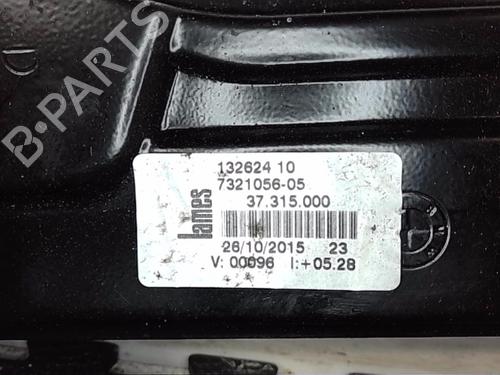 B-PARTS
lames
132624 10
7321056-05
37.315.000
26/10/2015 23
V: 00096 I:+05.28